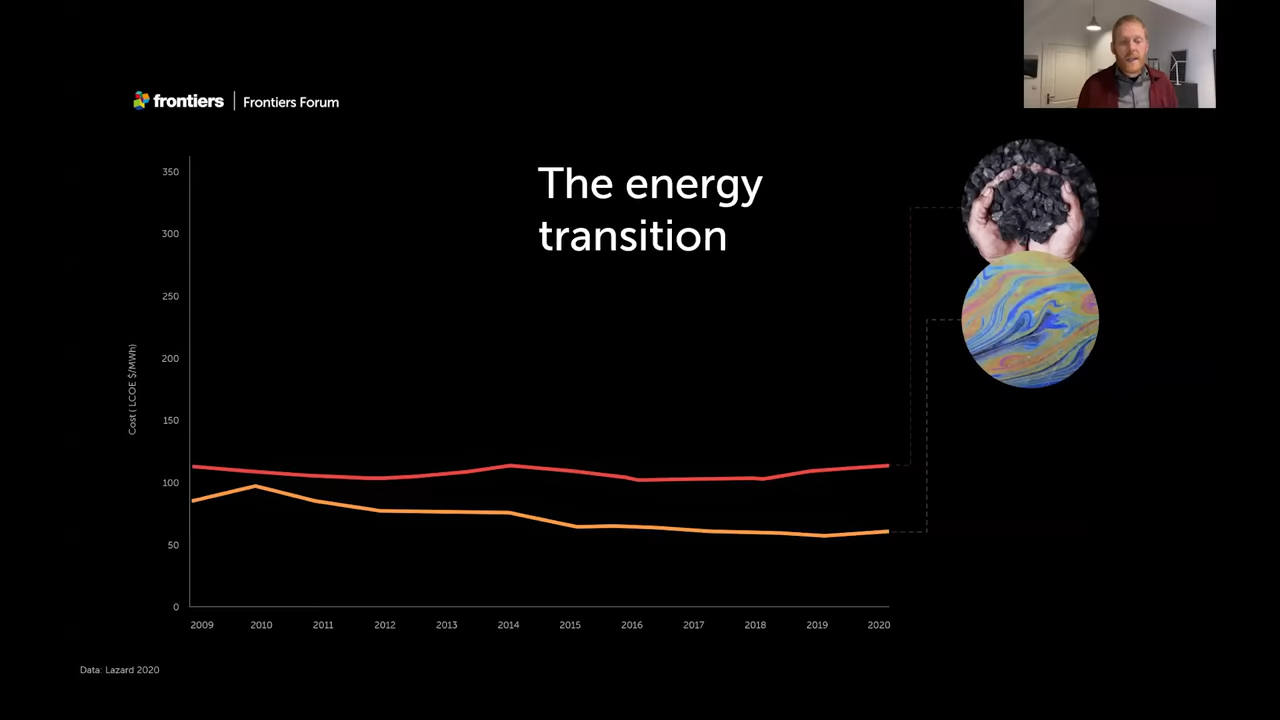 frontiers | Frontiers Forum
The energy
transition
350
300
250
200
150
100
50
0
Cost ( LCOE $/MWh)
2009 2010 2011 2012 2013 2014 2015 2016 2017 2018 2019 2020
Data: Lazard 2020